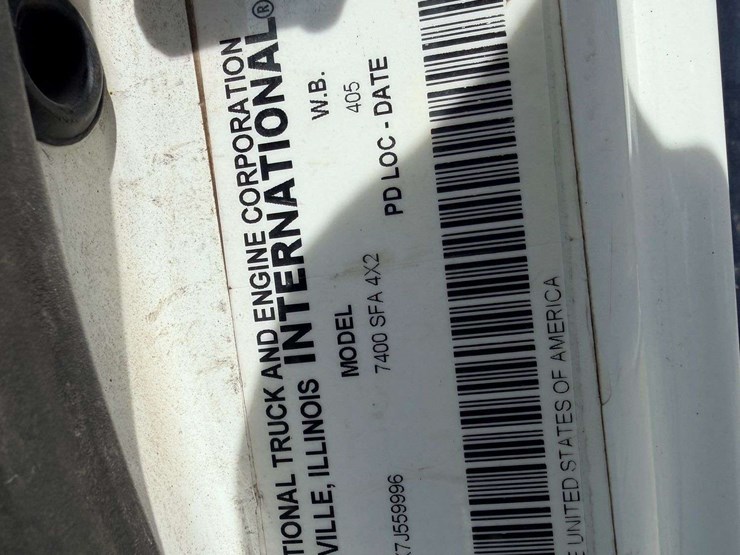 TIONAL TRUCK AND ENGINE CORPORATION
VILLE, ILLINOIS INTERNATIONAL®
MODEL W.B.
7400 SFA 4X2 405
7J559996 PD LOC - DATE
E UNITED STATES OF AMERICA